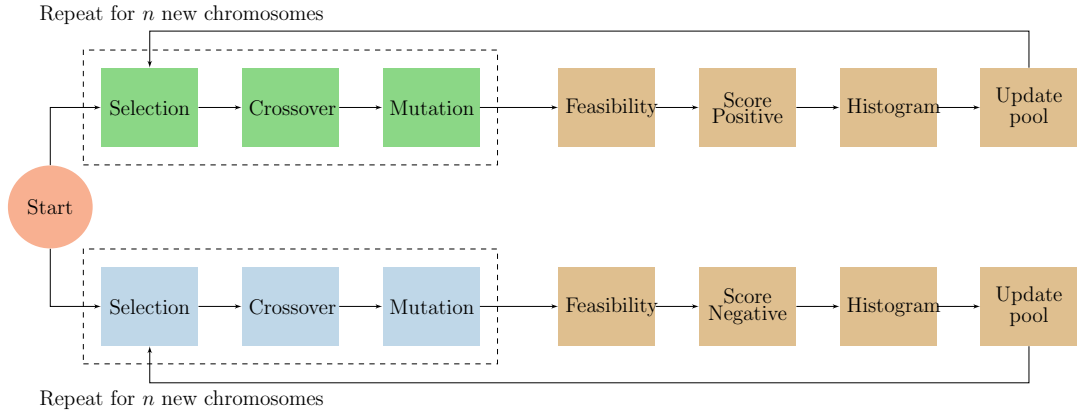 Repeat for n new chromosomes
Selection
Crossover
Mutation
Feasibility
Score
Positive
Histogram
Update
pool
Start
Selection
Crossover
Mutation
Feasibility
Score
Negative
Histogram
Update
pool
Repeat for n new chromosomes